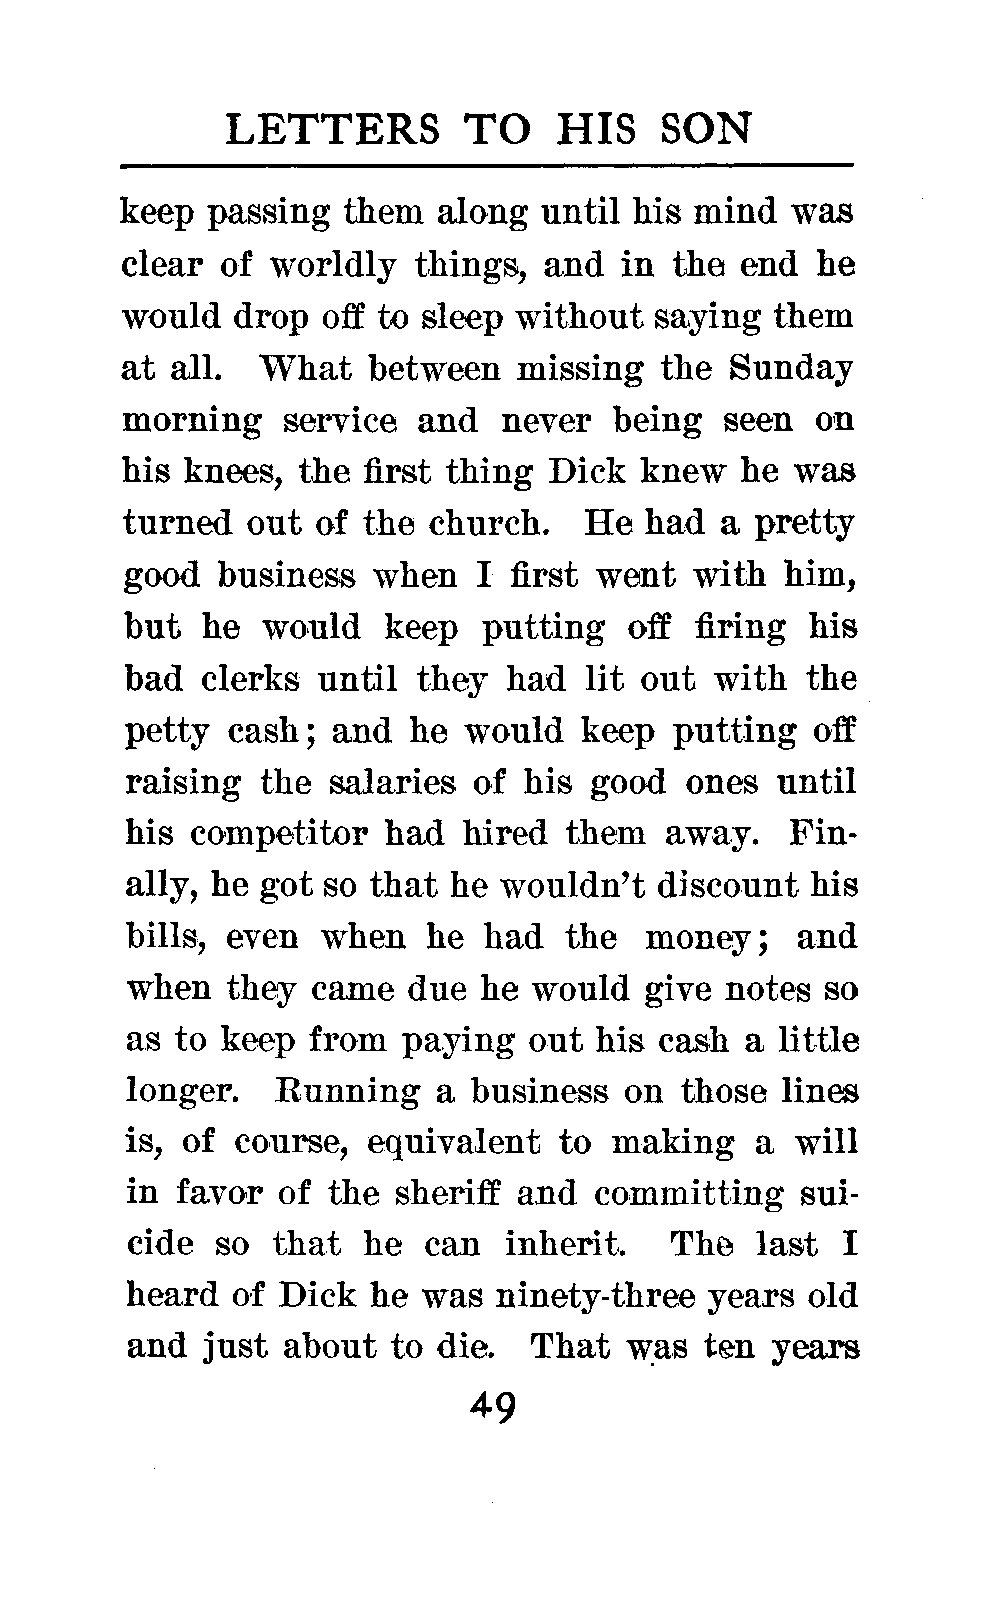 LETTERS TO HIS SON
keep passing them along until his mind was
clear of worldly things, and in the end he
would drop off to sleep without saying them
at all. What between missing the Sunday
morning service and never being seen on
his knees, the first thing Dick knew he was
turned out of the church. He had a pretty
good business when I first went with him,
but he would keep putting off firing his
bad clerks until they had lit out with the
petty cash; and he would keep putting off
raising the salaries of his good ones until
his competitor had hired them away. Fin-
ally, he got so that he wouldn't discount his
bills, even when he had the money; and
when they came due he would give notes so
as to keep from paying out his cash a little
longer. Running a business on those lines
is, of course, equivalent to making a will
in favor of the sheriff and committing sui-
cide so that he can inherit. The last I
heard of Dick he was ninety-three years old
and just about to die. That was ten years
49